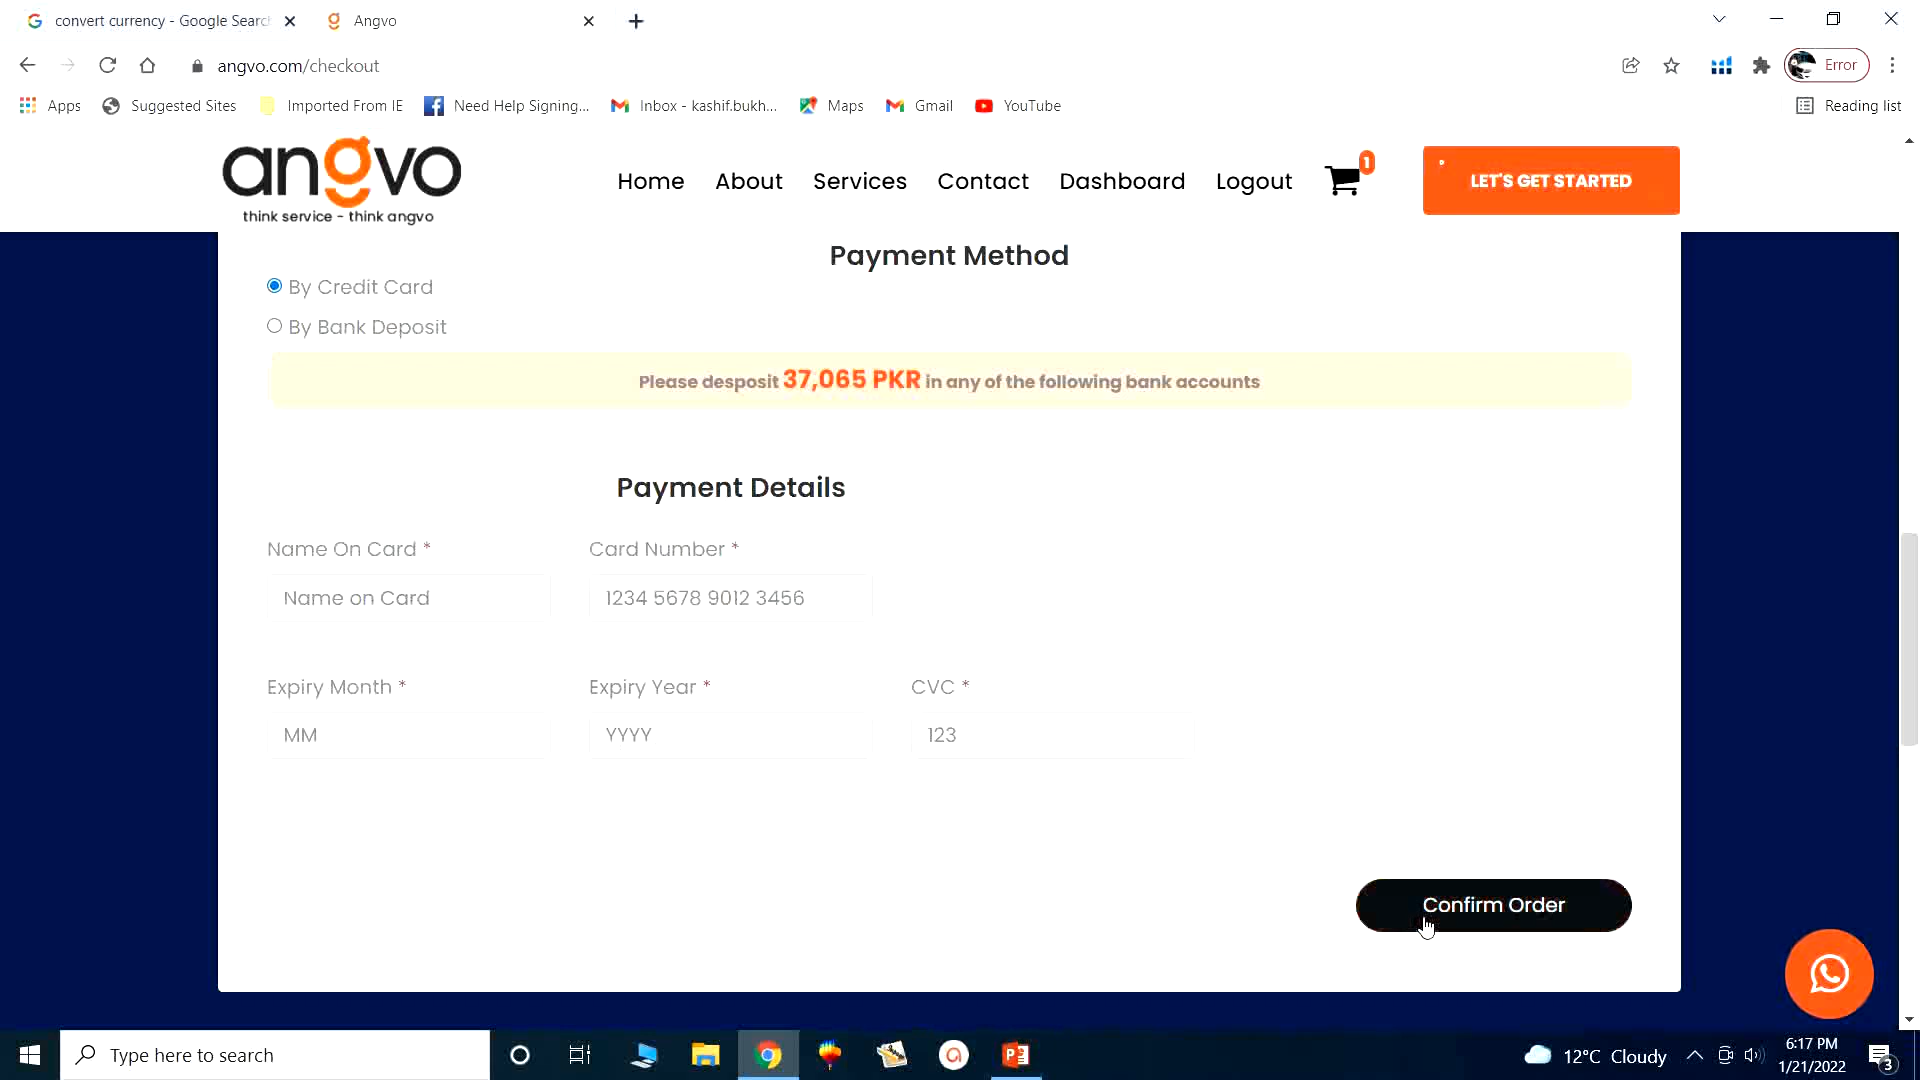 convert currency - Google Searc
Angvo
angvo.com/checkout
Error
Apps
Suggested Sites
Imported From IE
Need Help Signing...
Inbox - kashif.bukh...
Maps
Gmail
YouTube
Reading list
angvo
think service - think angvo
Home
About
Services
Contact
Dashboard
Logout
1
LET'S GET STARTED
Payment Method
By Credit Card
By Bank Deposit
Please desposit 37,065 PKR in any of the following bank accounts
Payment Details
Name On Card *
Card Number *
Name on Card
1234 5678 9012 3456
Expiry Month *
Expiry Year *
CVC *
MM
YYYY
123
Confirm Order
Type here to search
12°C Cloudy
6:17 PM
1/21/2022
3